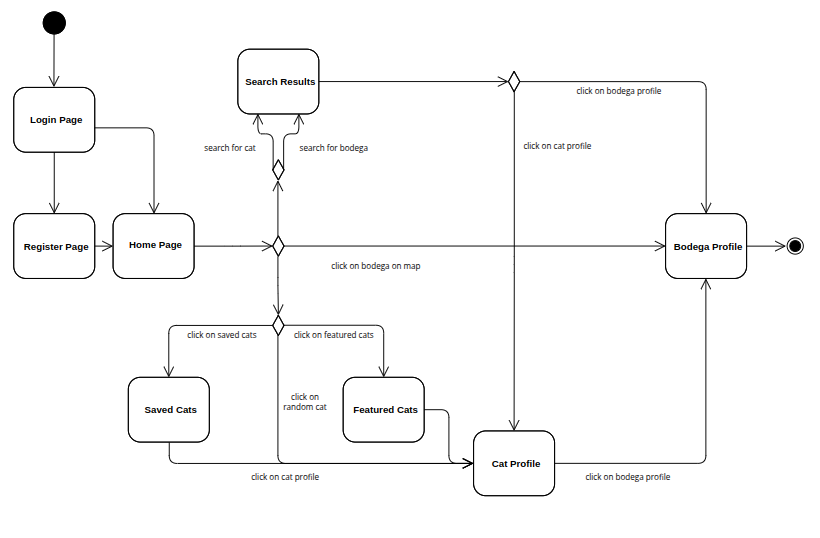 Search Results
click on bodega profile
Login Page
search for cat
search for bodega
click on cat profile
Register Page
Home Page
Bodega Profile
click on bodega on map
click on saved cats
click on featured cats
click on
random cat
Saved Cats
Featured Cats
Cat Profile
click on cat profile
click on bodega profile